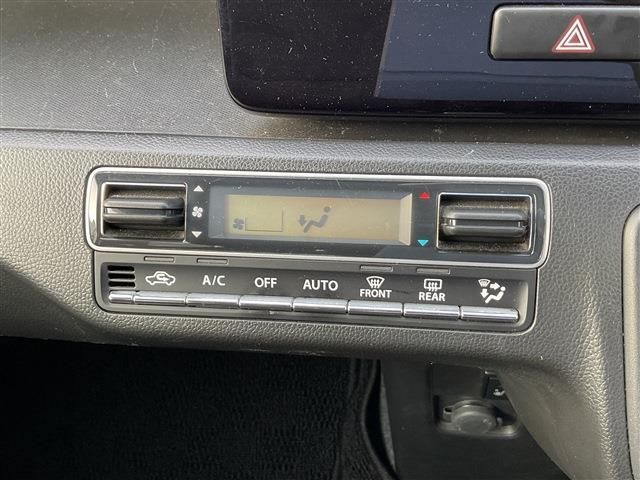 A/C OFF AUTO FRONT REAR